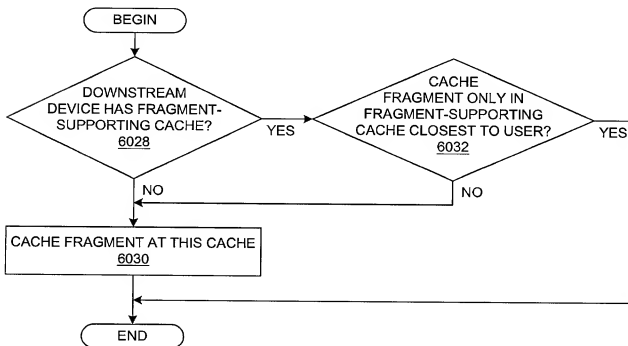 BEGIN
DOWNSTREAM
DEVICE HAS FRAGMENT-
SUPPORTING CACHE?
6028
YES
CACHE
FRAGMENT ONLY IN
FRAGMENT-SUPPORTING
CACHE CLOSEST TO USER?
6032
YES
NO
NO
CACHE FRAGMENT AT THIS CACHE
6030
END